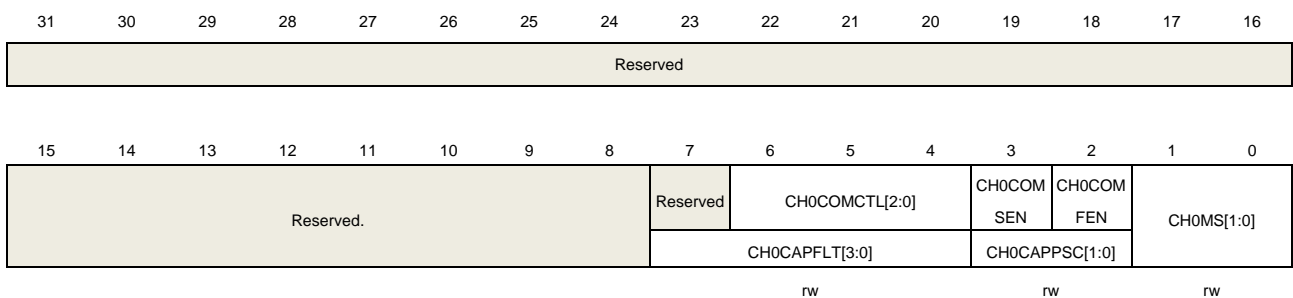 31 30 29 28 27 26 25 24 23 22 21 20 19 18 17 16
Reserved
15 14 13 12 11 10 9 8 7 6 5 4 3 2 1 0
Reserved.
Reserved
CH0COMCTL[2:0]
CH0COM
SEN
CH0COM
FEN
CH0MS[1:0]
CH0CAPFLT[3:0]
CH0CAPPSC[1:0]
rw rw rw